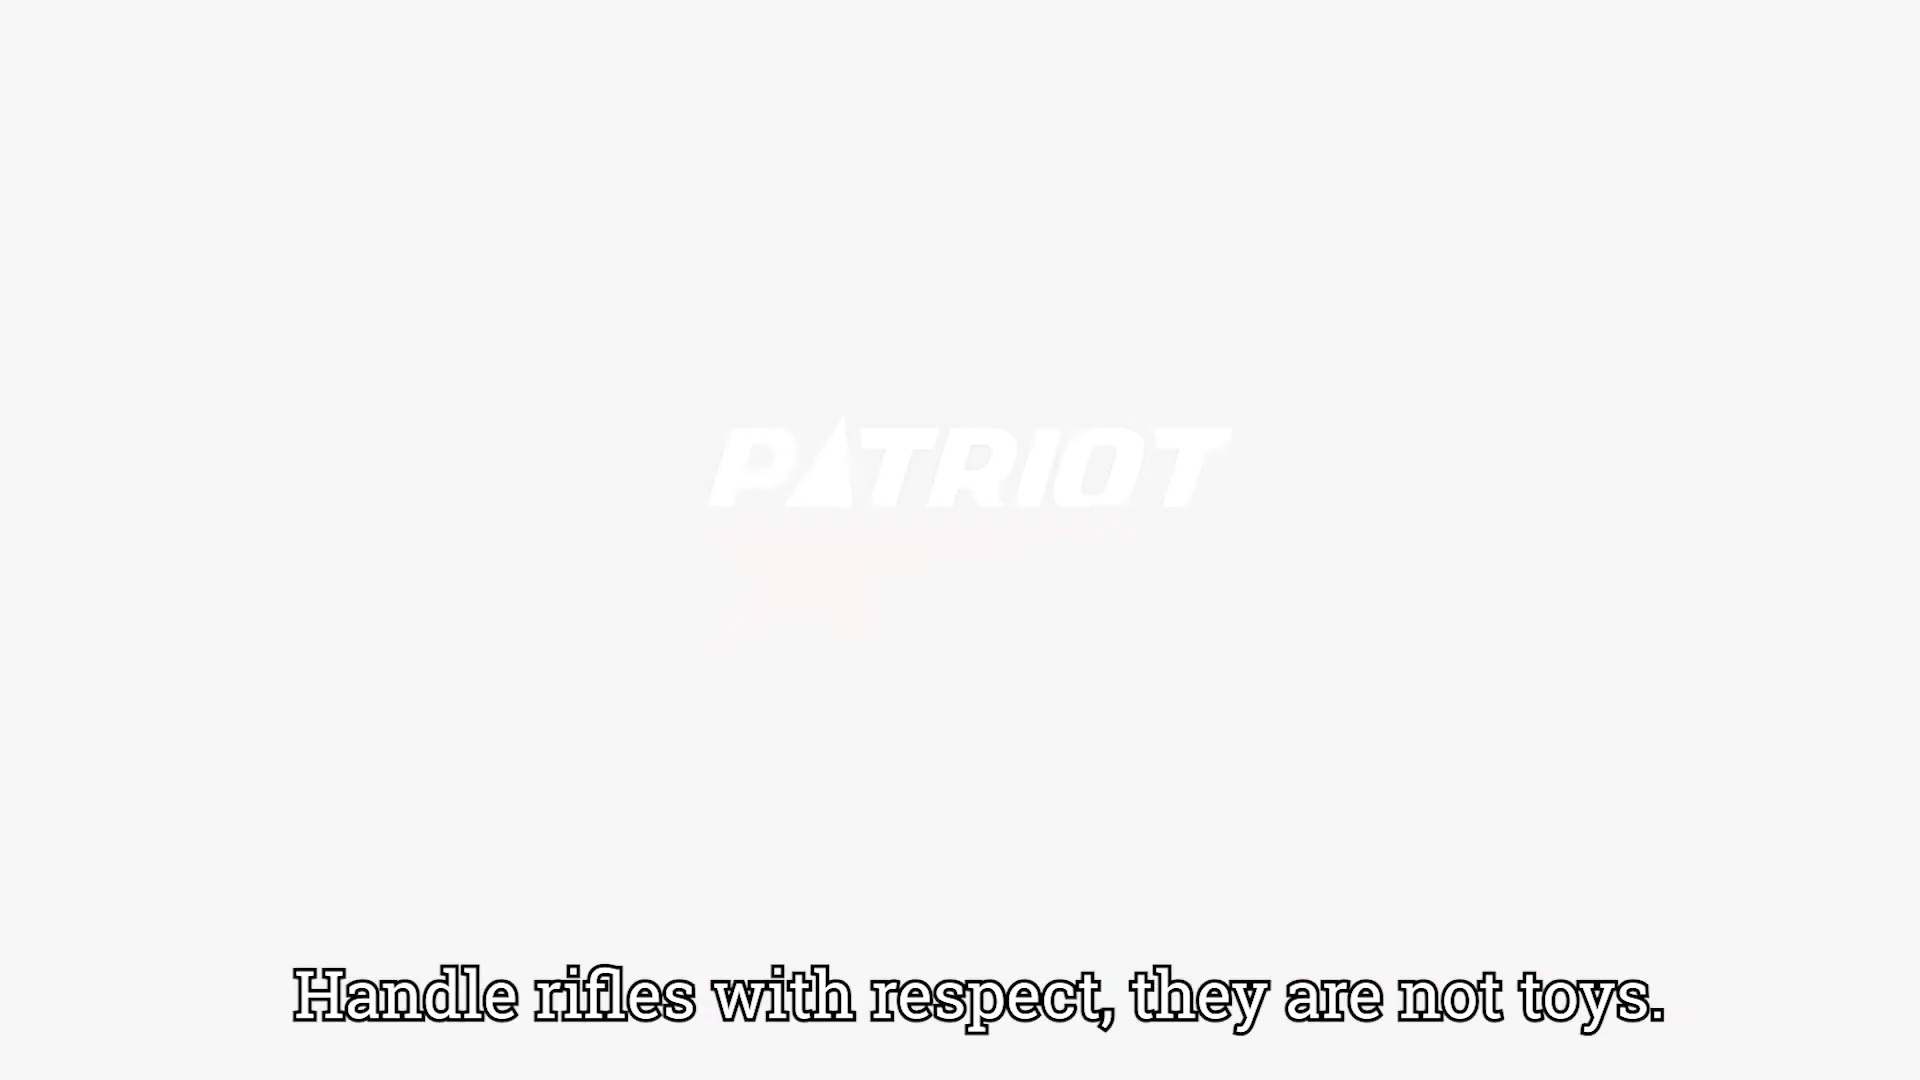 PATRIOT
Handle rifles with respect, they are not toys.